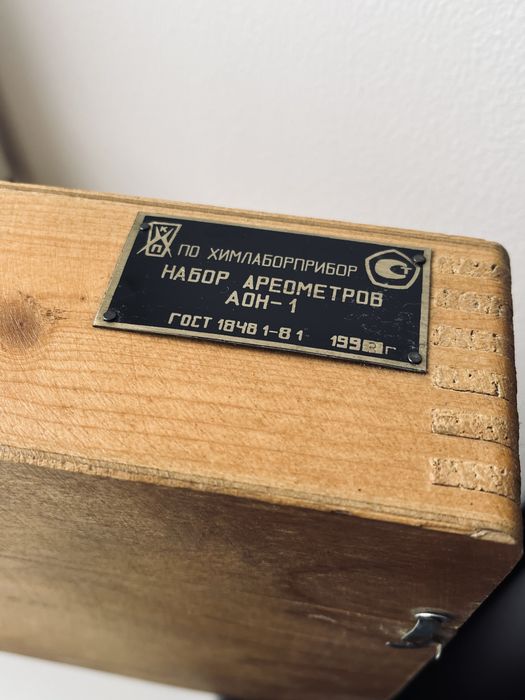 ПО ХИМЛАБОРПРИБОР
НАБОР АРЕОМЕТРОВ
АОН-1
ГОСТ 18481-81 г